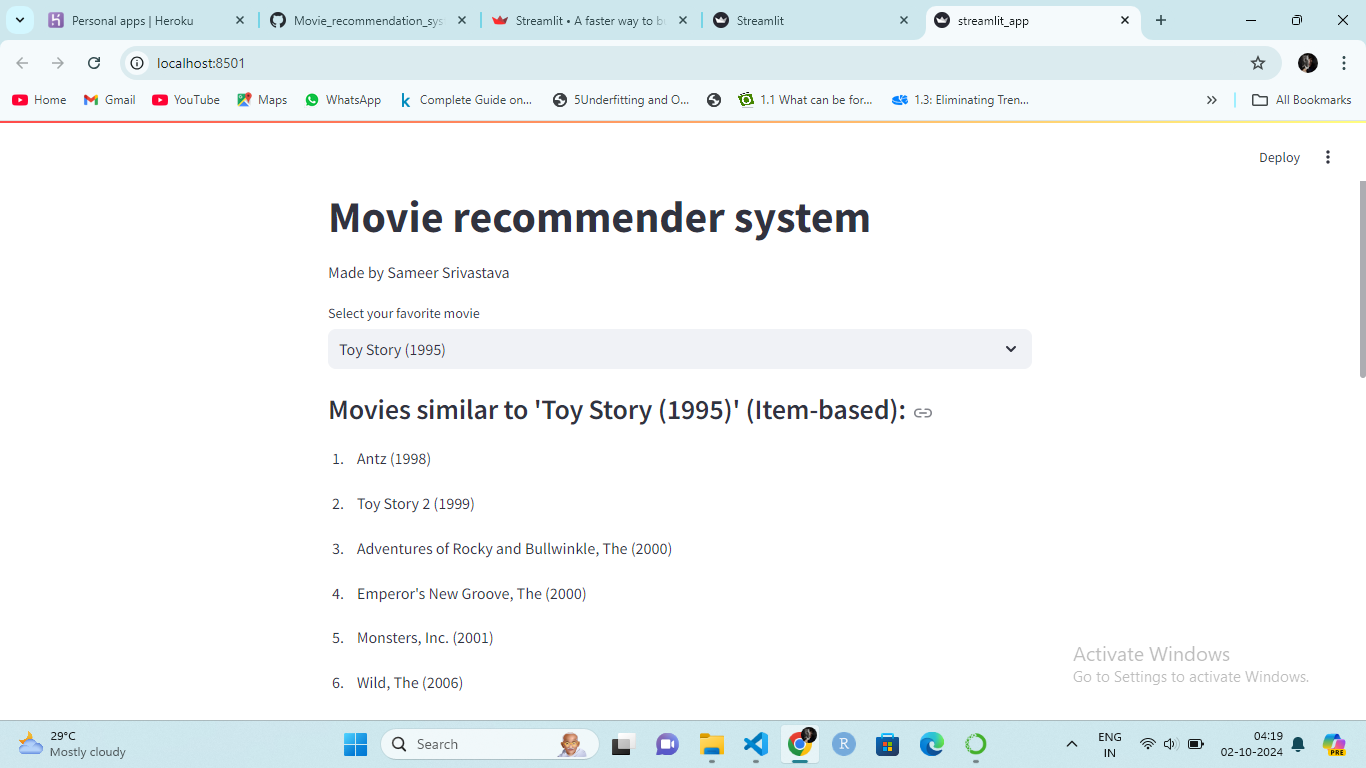 Personal apps | Heroku
Movie_recommendation_sys
Streamlit • A faster way to b
Streamlit
streamlit_app
localhost:8501
Home
Gmail
YouTube
Maps
WhatsApp
Complete Guide on...
5Underfitting and O...
1.1 What can be for...
1.3: Eliminating Tren...
All Bookmarks
Deploy
Movie recommender system
Made by Sameer Srivastava
Select your favorite movie
Toy Story (1995)
Movies similar to 'Toy Story (1995)' (Item-based):
1. Antz (1998)
2. Toy Story 2 (1999)
3. Adventures of Rocky and Bullwinkle, The (2000)
4. Emperor's New Groove, The (2000)
5. Monsters, Inc. (2001)
6. Wild, The (2006)
Activate Windows
Go to Settings to activate Windows.
29°C
Mostly cloudy
Search
R
ENG
IN
04:19
02-10-2024
PRE